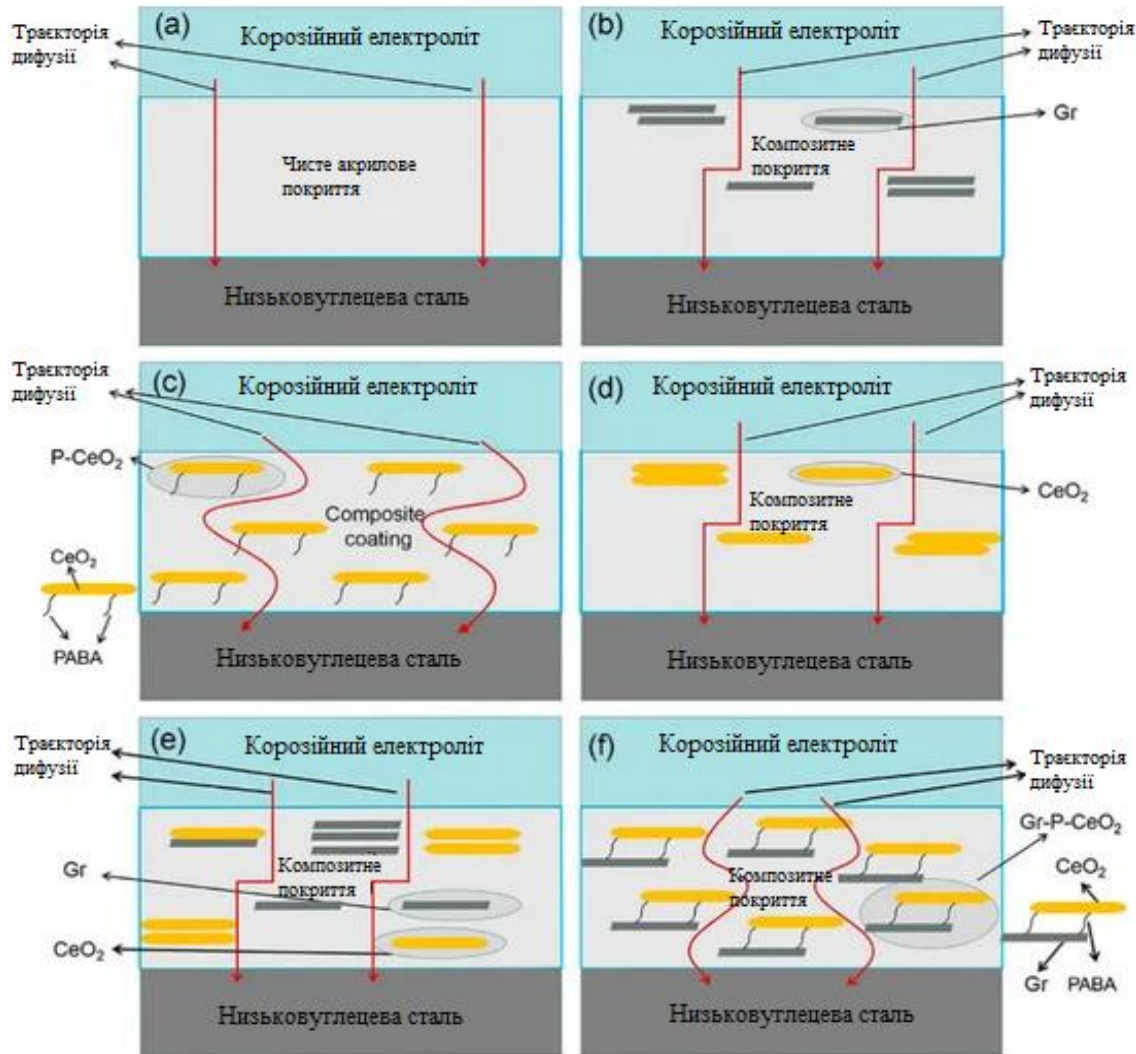 (a)
Траєкторія
дифузії
Корозійний електроліт
Чисте акрилове
покриття
Низьковуглецева сталь
(b)
Корозійний електроліт
Траєкторія
дифузії
Gr
Композитне
покриття
Низьковуглецева сталь
(c)
Траєкторія
дифузії
Корозійний електроліт
P-CeO₂
Composite
coating
CeO₂
PABA
Низьковуглецева сталь
(d)
Корозійний електроліт
Траєкторія
дифузії
CeO₂
Композитне
покриття
Низьковуглецева сталь
(e)
Траєкторія
дифузії
Корозійний електроліт
Gr
Композитне
покриття
CeO₂
Низьковуглецева сталь
(f)
Корозійний електроліт
Траєкторія
дифузії
Gr-P-CeO₂
CeO₂
Композитне
покриття
Gr PABA
Низьковуглецева сталь